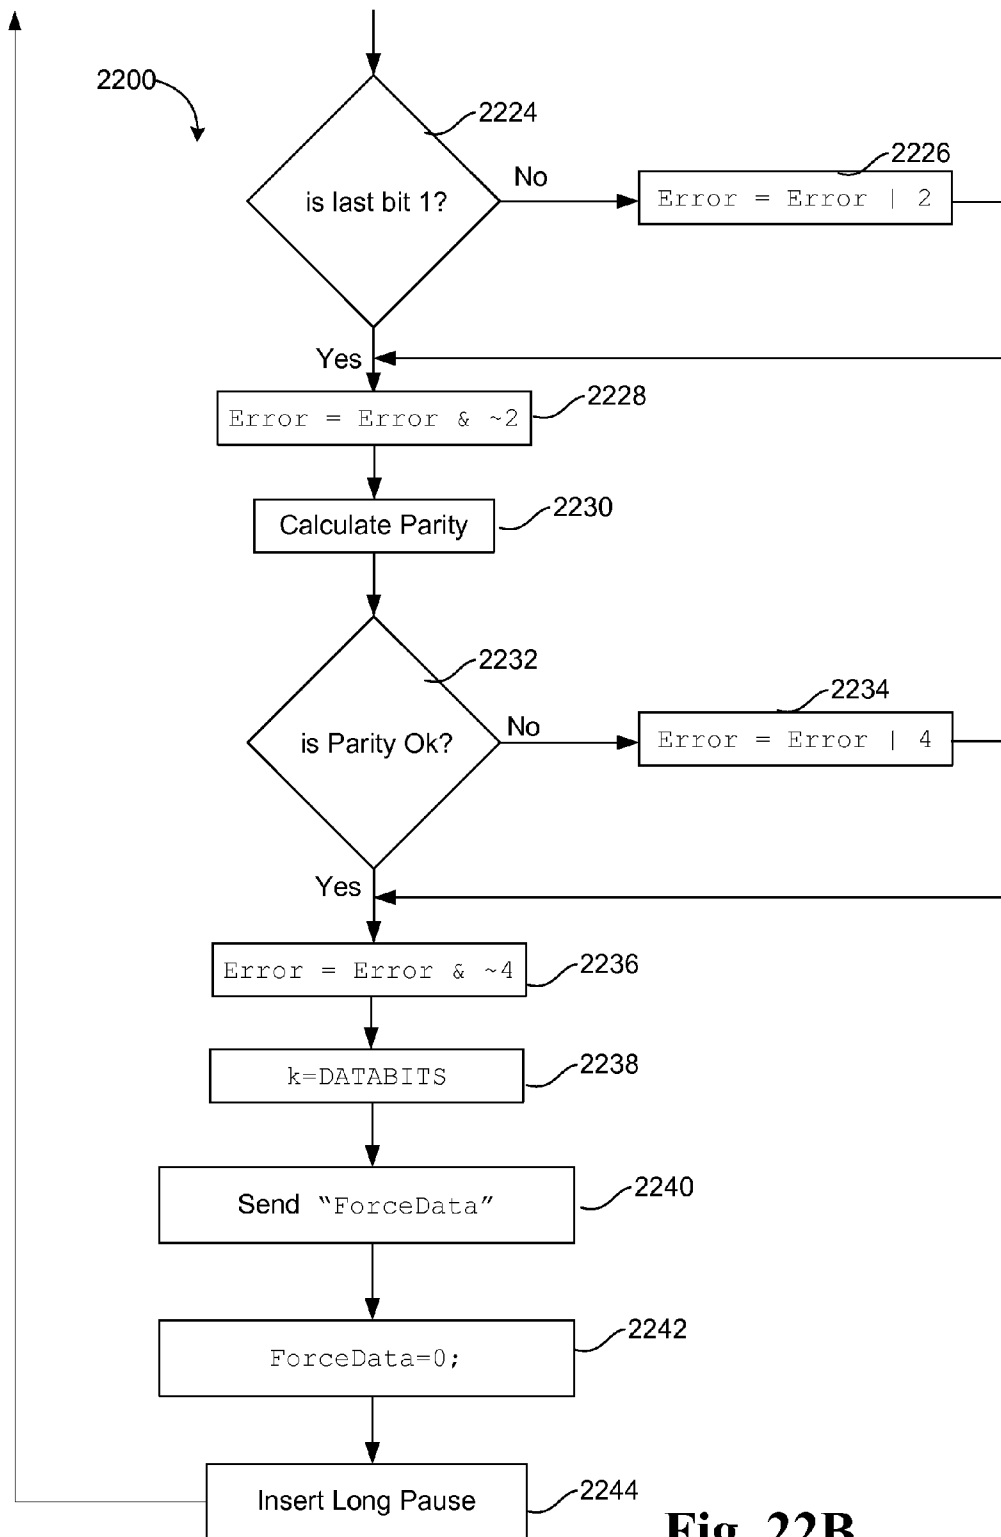 2200
2224
is last bit 1?
No
2226
Error = Error | 2
Yes
2228
Error = Error & ~2
2230
Calculate Parity
2232
is Parity Ok?
No
2234
Error = Error | 4
Yes
2236
Error = Error & ~4
2238
k=DATABITS
2240
Send “ForceData”
2242
ForceData=0;
2244
Insert Long Pause
Fig. 22B